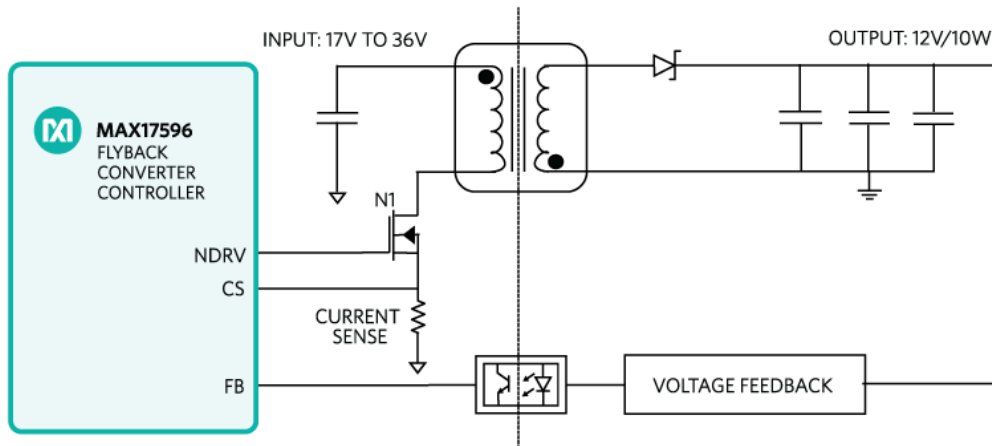 INPUT: 17V TO 36V
OUTPUT: 12V/10W
MAX17596
FLYBACK
CONVERTER
CONTROLLER
N1
NDRV
CS
CURRENT
SENSE
FB
VOLTAGE FEEDBACK